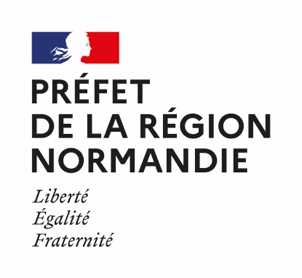 PRÉFET
DE LA RÉGION
NORMANDIE
Liberté
Égalité
Fraternité